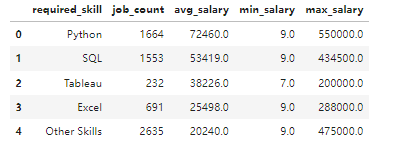 required_skill job_count avg_salary min_salary max_salary
0 Python 1664 72460.0 9.0 550000.0
1 SQL 1553 53419.0 9.0 434500.0
2 Tableau 232 38226.0 7.0 200000.0
3 Excel 691 25498.0 9.0 288000.0
4 Other Skills 2635 20240.0 9.0 475000.0